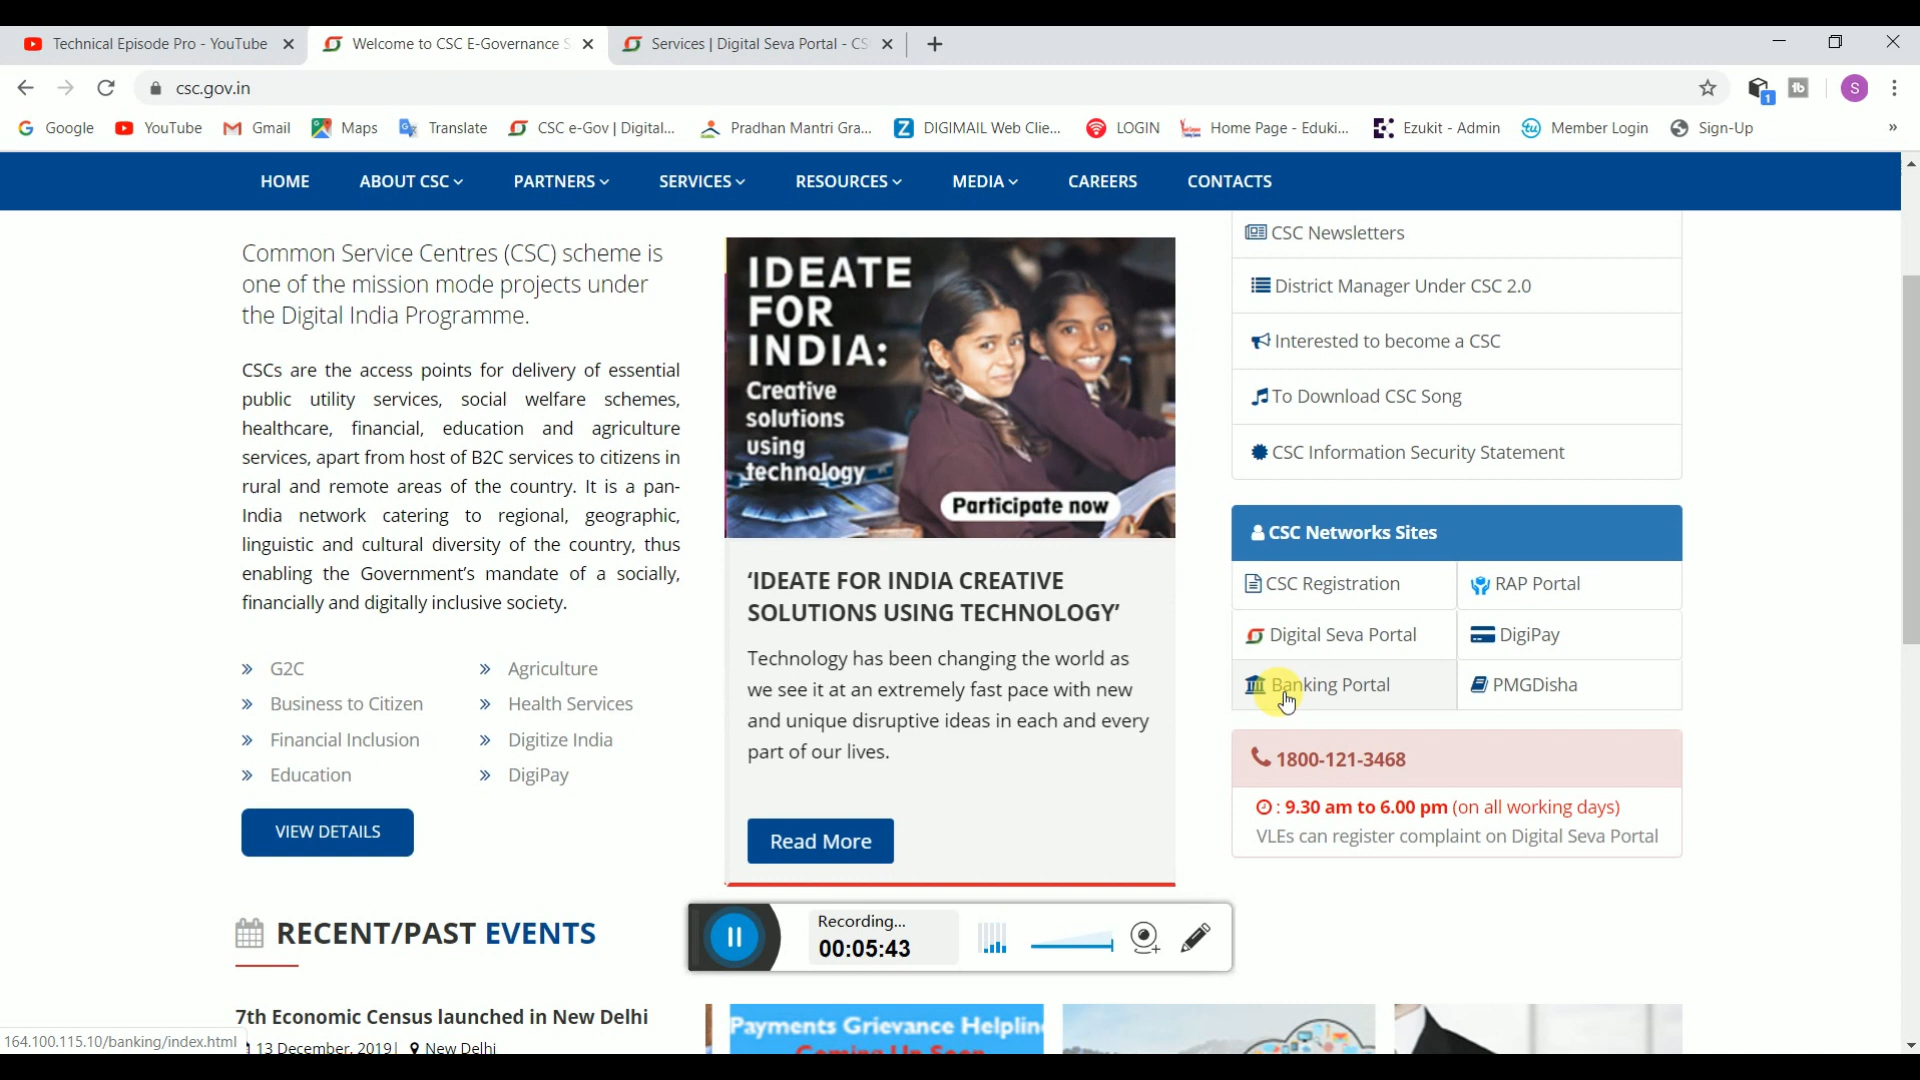 Technical Episode Pro - YouTube
Welcome to CSC E-Governance S
Services | Digital Seva Portal - CS
csc.gov.in
1
S
Google
YouTube
Gmail
Maps
Translate
CSC e-Gov | Digital...
Pradhan Mantri Gra...
DIGIMAIL Web Clie...
LOGIN
Home Page - Eduki...
Ezukit - Admin
Member Login
Sign-Up
»
HOME
ABOUT CSC
PARTNERS
SERVICES
RESOURCES
MEDIA
CAREERS
CONTACTS
Common Service Centres (CSC) scheme is
one of the mission mode projects under
the Digital India Programme.
CSCs are the access points for delivery of essential
public utility services, social welfare schemes,
healthcare, financial, education and agriculture
services, apart from host of B2C services to citizens in
rural and remote areas of the country. It is a pan-
India network catering to regional, geographic,
linguistic and cultural diversity of the country, thus
enabling the Government's mandate of a socially,
financially and digitally inclusive society.
» G2C
» Business to Citizen
» Financial Inclusion
» Education
» Agriculture
» Health Services
» Digitize India
» DigiPay
VIEW DETAILS
IDEATE
FOR
INDIA:
Creative
solutions
using
technology
Participate now
'IDEATE FOR INDIA CREATIVE
SOLUTIONS USING TECHNOLOGY'
Technology has been changing the world as
we see it at an extremely fast pace with new
and unique disruptive ideas in each and every
part of our lives.
Read More
CSC Newsletters
District Manager Under CSC 2.0
Interested to become a CSC
To Download CSC Song
CSC Information Security Statement
CSC Networks Sites
CSC Registration
RAP Portal
Digital Seva Portal
DigiPay
Banking Portal
PMGDisha
1800-121-3468
: 9.30 am to 6.00 pm (on all working days)
VLEs can register complaint on Digital Seva Portal
Recording...
00:05:43
RECENT/PAST EVENTS
7th Economic Census launched in New Delhi
13 December, 2019| New Delhi
Payments Grievance Helplin
Coming Up Soon
164.100.115.10/banking/index.html